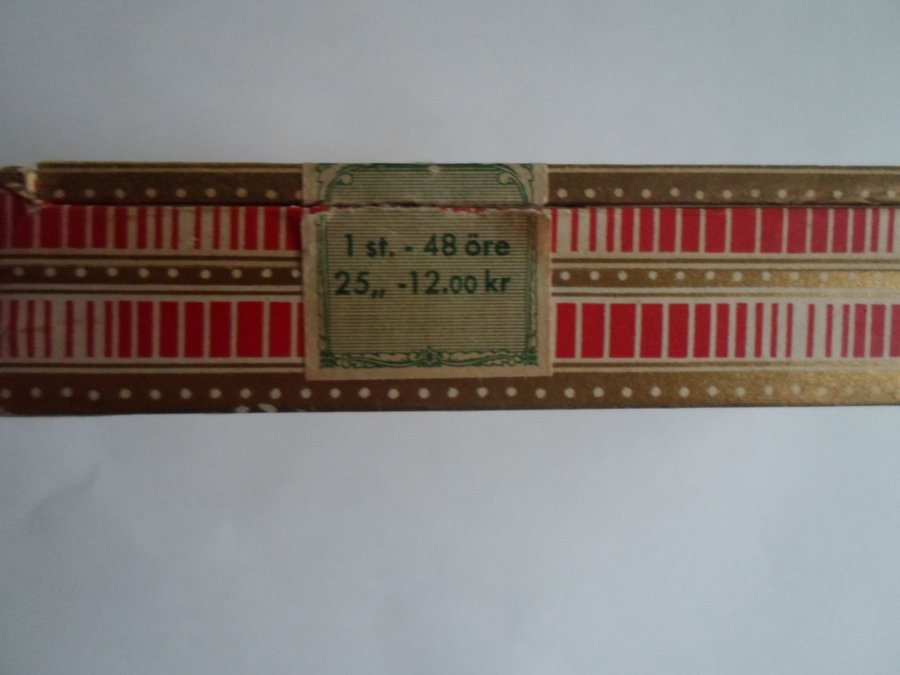 1 st. - 48 öre
25„ -12.00 kr